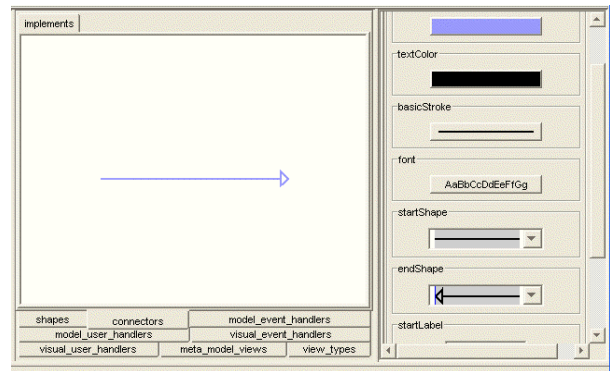 implements
textColor
basicStroke
font
AaBbCcDdEeFfGg
startShape
endShape
startLabel
shapes connectors model_event_handlers
model_user_handlers visual_event_handlers
visual_user_handlers meta_model_views view_types